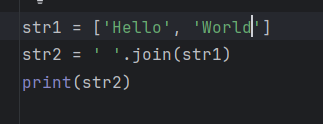 str1 = ['Hello', 'World']
str2 = ' '.join(str1)
print(str2)